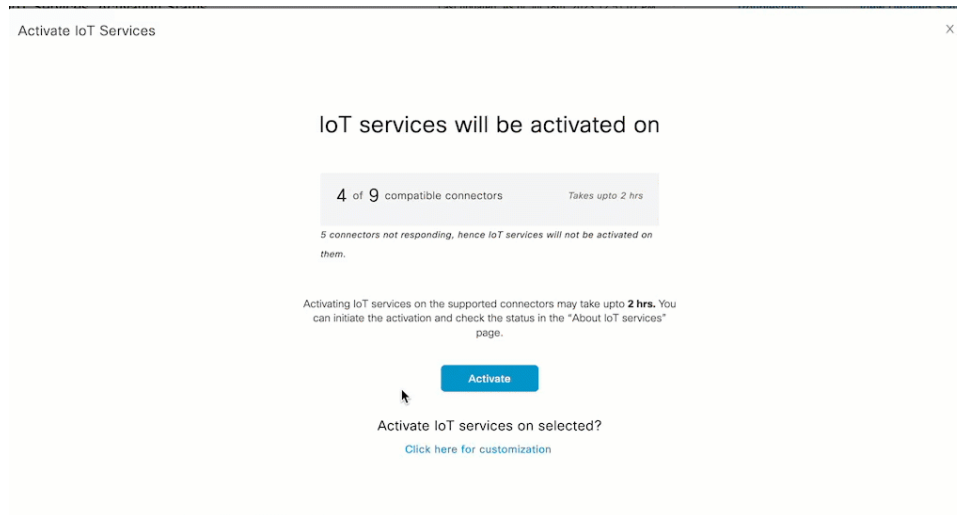 Activate IoT Services
IoT services will be activated on
4 of 9 compatible connectors Takes upto 2 hrs
5 connectors not responding, hence IoT services will not be activated on
them.
Activating IoT services on the supported connectors may take upto 2 hrs. You
can initiate the activation and check the status in the “About IoT services”
page.
Activate
Activate IoT services on selected?
Click here for customization